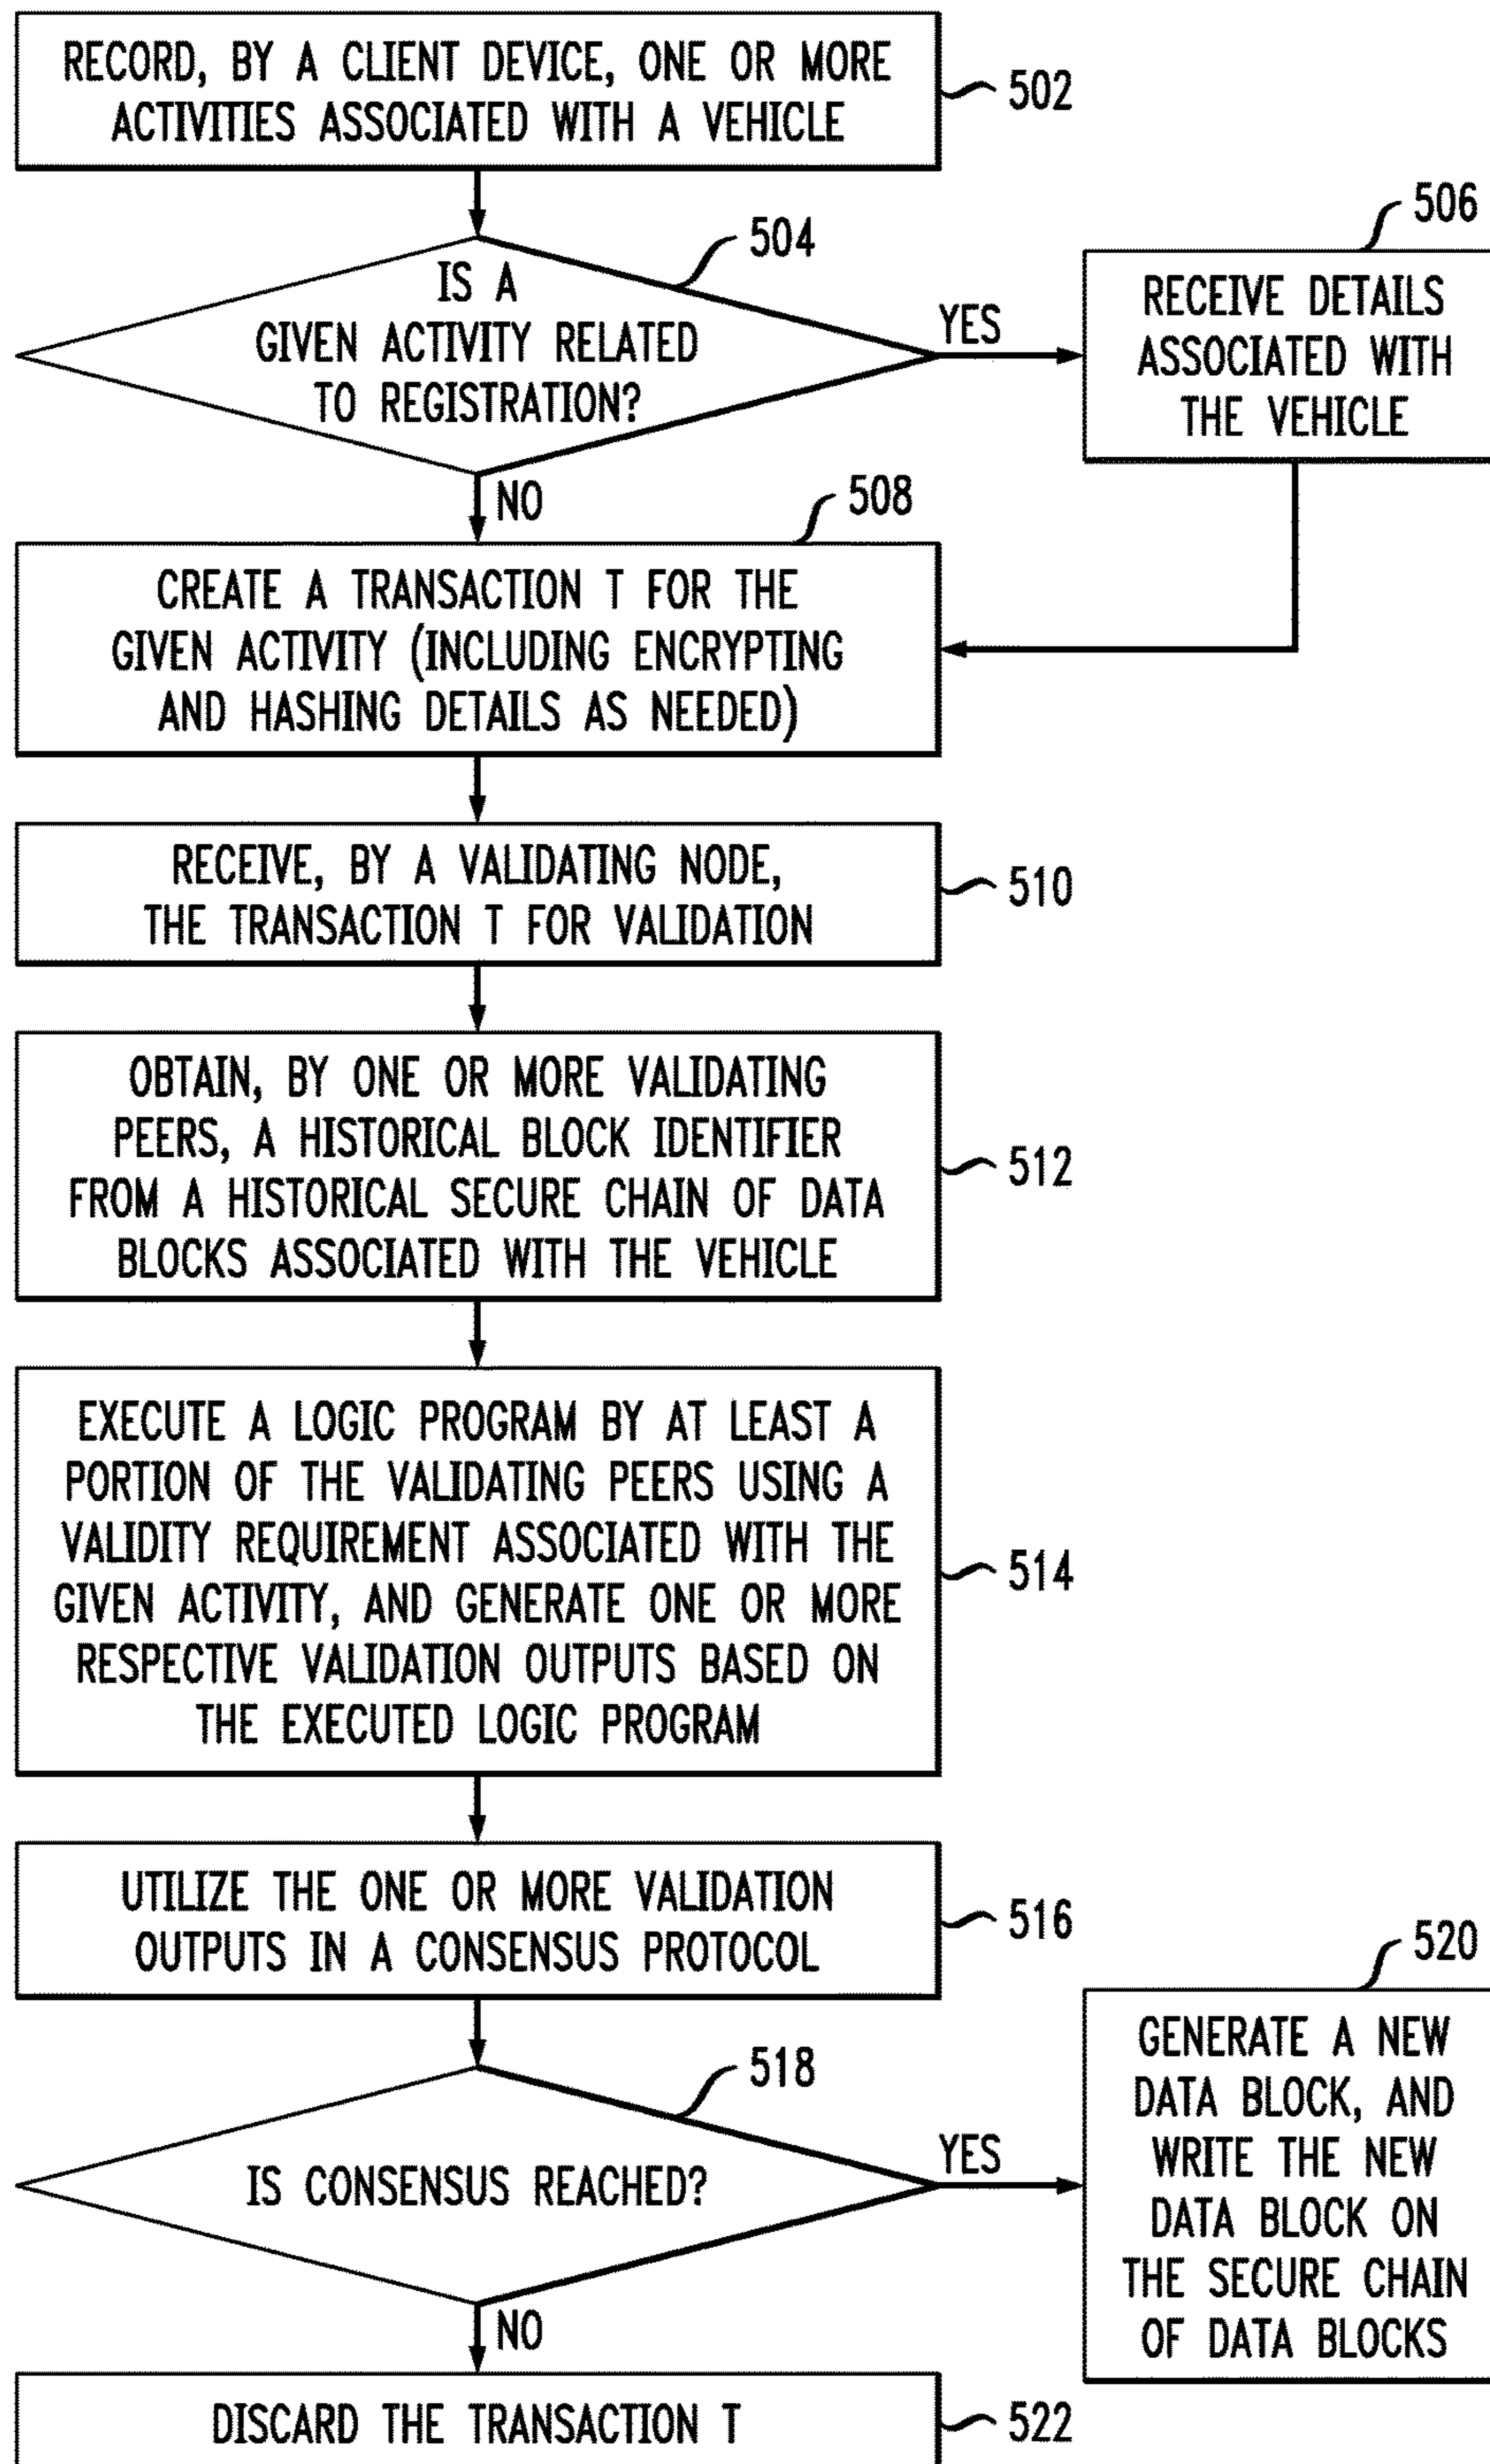 RECORD, BY A CLIENT DEVICE, ONE OR MORE
ACTIVITIES ASSOCIATED WITH A VEHICLE
502
504
IS A
GIVEN ACTIVITY RELATED
TO REGISTRATION?
YES
506
RECEIVE DETAILS
ASSOCIATED WITH
THE VEHICLE
NO
508
CREATE A TRANSACTION T FOR THE
GIVEN ACTIVITY (INCLUDING ENCRYPTING
AND HASHING DETAILS AS NEEDED)
RECEIVE, BY A VALIDATING NODE,
THE TRANSACTION T FOR VALIDATION
510
OBTAIN, BY ONE OR MORE VALIDATING
PEERS, A HISTORICAL BLOCK IDENTIFIER
FROM A HISTORICAL SECURE CHAIN OF DATA
BLOCKS ASSOCIATED WITH THE VEHICLE
512
EXECUTE A LOGIC PROGRAM BY AT LEAST A
PORTION OF THE VALIDATING PEERS USING A
VALIDITY REQUIREMENT ASSOCIATED WITH THE
GIVEN ACTIVITY, AND GENERATE ONE OR MORE
RESPECTIVE VALIDATION OUTPUTS BASED ON
THE EXECUTED LOGIC PROGRAM
514
UTILIZE THE ONE OR MORE VALIDATION
OUTPUTS IN A CONSENSUS PROTOCOL
516
518
IS CONSENSUS REACHED?
YES
520
GENERATE A NEW
DATA BLOCK, AND
WRITE THE NEW
DATA BLOCK ON
THE SECURE CHAIN
OF DATA BLOCKS
NO
DISCARD THE TRANSACTION T
522